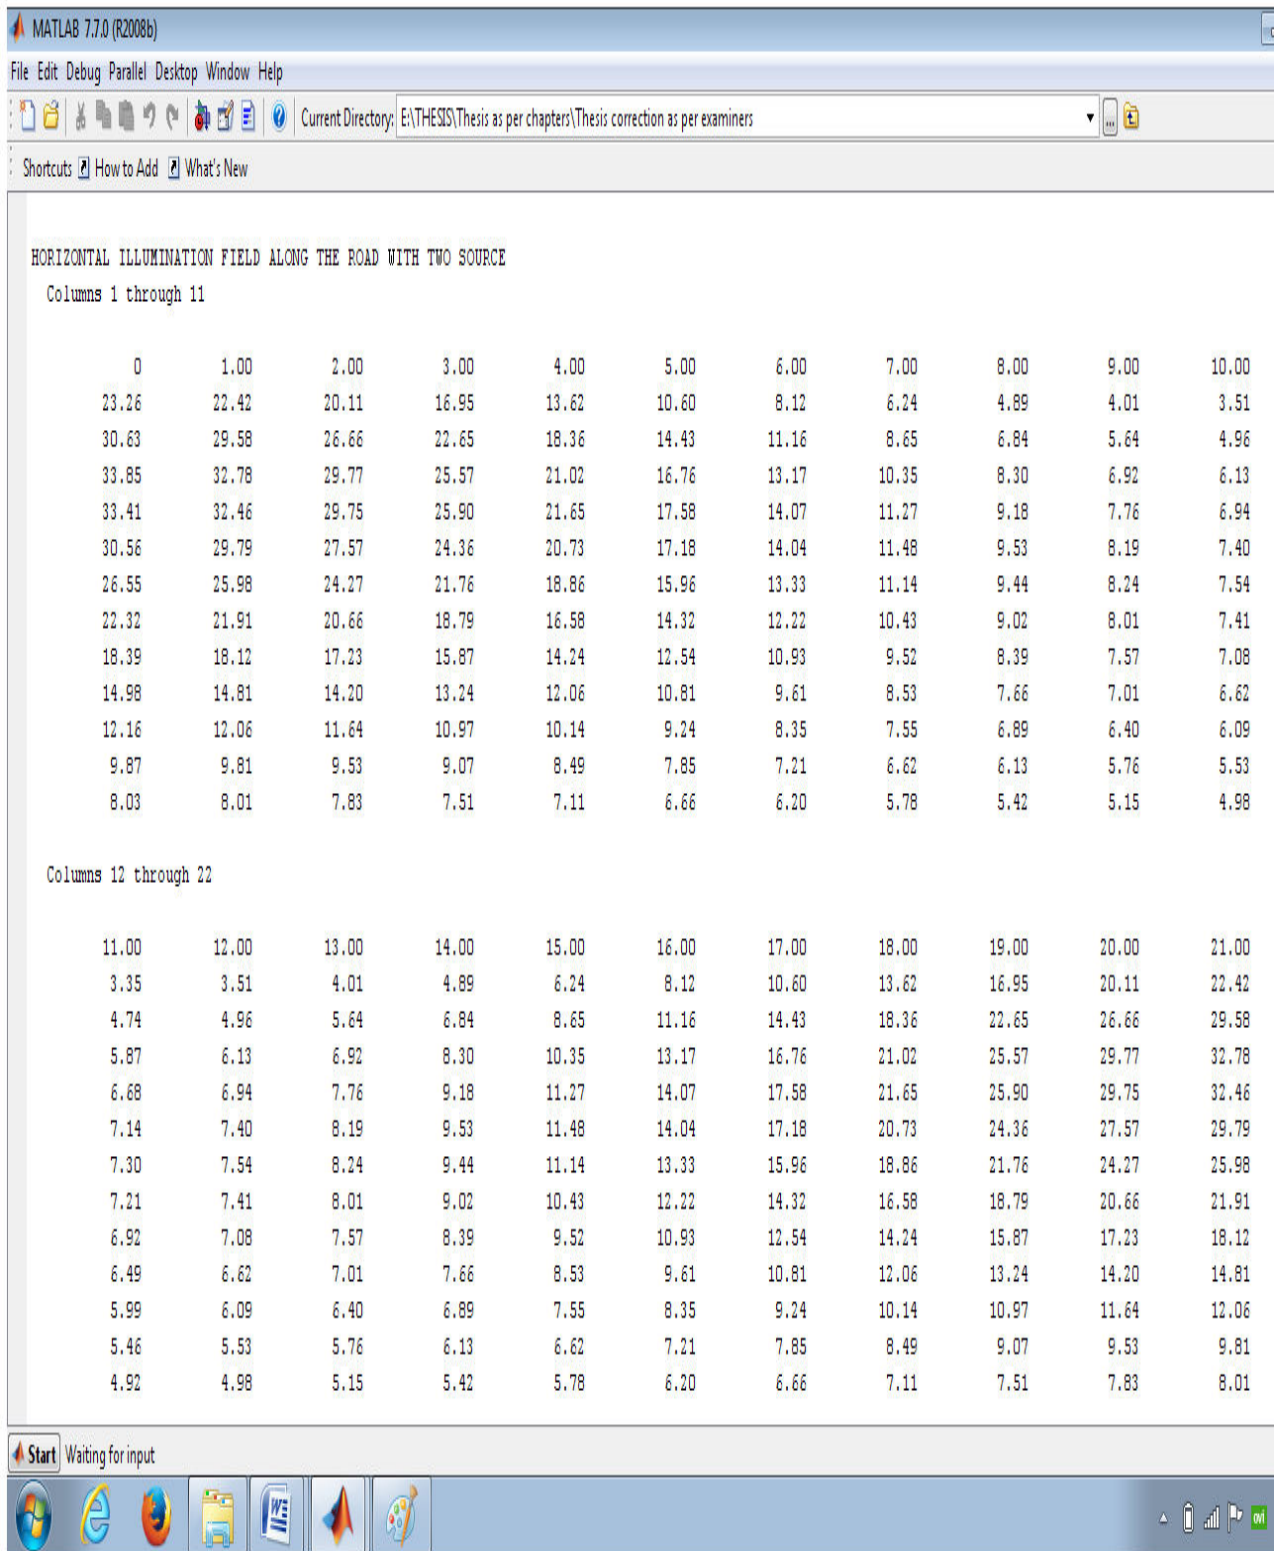 MATLAB 7.7.0 (R2008b)
File Edit Debug Parallel Desktop Window Help
Current Directory: E:\THESIS\Thesis as per chapters\Thesis correction as per examiners
Shortcuts How to Add What's New
HORIZONTAL ILLUMINATION FIELD ALONG THE ROAD WITH TWO SOURCE
Columns 1 through 11
0 1.00 2.00 3.00 4.00 5.00 6.00 7.00 8.00 9.00 10.00
23.26 22.42 20.11 16.95 13.62 10.60 8.12 6.24 4.89 4.01 3.51
30.63 29.58 26.66 22.65 18.36 14.43 11.16 8.65 6.84 5.64 4.96
33.85 32.78 29.77 25.57 21.02 16.76 13.17 10.35 8.30 6.92 6.13
33.41 32.46 29.75 25.90 21.65 17.58 14.07 11.27 9.18 7.76 6.94
30.56 29.79 27.57 24.36 20.73 17.18 14.04 11.48 9.53 8.19 7.40
26.55 25.98 24.27 21.76 18.86 15.96 13.33 11.14 9.44 8.24 7.54
22.32 21.91 20.66 18.79 16.58 14.32 12.22 10.43 9.02 8.01 7.41
18.39 18.12 17.23 15.87 14.24 12.54 10.93 9.52 8.39 7.57 7.08
14.98 14.81 14.20 13.24 12.06 10.81 9.61 8.53 7.66 7.01 6.62
12.16 12.06 11.64 10.97 10.14 9.24 8.35 7.55 6.89 6.40 6.09
9.87 9.81 9.53 9.07 8.49 7.85 7.21 6.62 6.13 5.76 5.53
8.03 8.01 7.83 7.51 7.11 6.66 6.20 5.78 5.42 5.15 4.98
Columns 12 through 22
11.00 12.00 13.00 14.00 15.00 16.00 17.00 18.00 19.00 20.00 21.00
3.35 3.51 4.01 4.89 6.24 8.12 10.60 13.62 16.95 20.11 22.42
4.74 4.96 5.64 6.84 8.65 11.16 14.43 18.36 22.65 26.66 29.58
5.87 6.13 6.92 8.30 10.35 13.17 16.76 21.02 25.57 29.77 32.78
6.68 6.94 7.76 9.18 11.27 14.07 17.58 21.65 25.90 29.75 32.46
7.14 7.40 8.19 9.53 11.48 14.04 17.18 20.73 24.36 27.57 29.79
7.30 7.54 8.24 9.44 11.14 13.33 15.96 18.86 21.76 24.27 25.98
7.21 7.41 8.01 9.02 10.43 12.22 14.32 16.58 18.79 20.66 21.91
6.92 7.08 7.57 8.39 9.52 10.93 12.54 14.24 15.87 17.23 18.12
6.49 6.62 7.01 7.66 8.53 9.61 10.81 12.06 13.24 14.20 14.81
5.99 6.09 6.40 6.89 7.55 8.35 9.24 10.14 10.97 11.64 12.06
5.46 5.53 5.76 6.13 6.62 7.21 7.85 8.49 9.07 9.53 9.81
4.92 4.98 5.15 5.42 5.78 6.20 6.66 7.11 7.51 7.83 8.01
Start Waiting for input
ovi